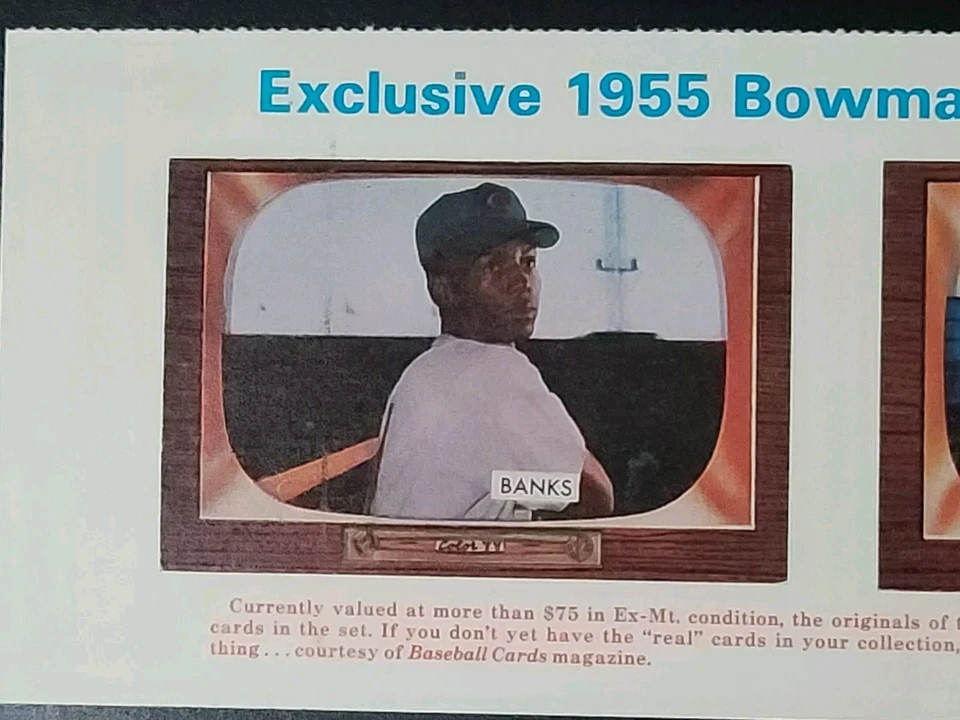 Exclusive 1955 Bowma
C
BANKS
COLOR TV
Currently valued at more than $75 in Ex-Mt. condition, the originals of t
cards in the set. If you don't yet have the "real" cards in your collection,
thing...courtesy of Baseball Cards magazine.